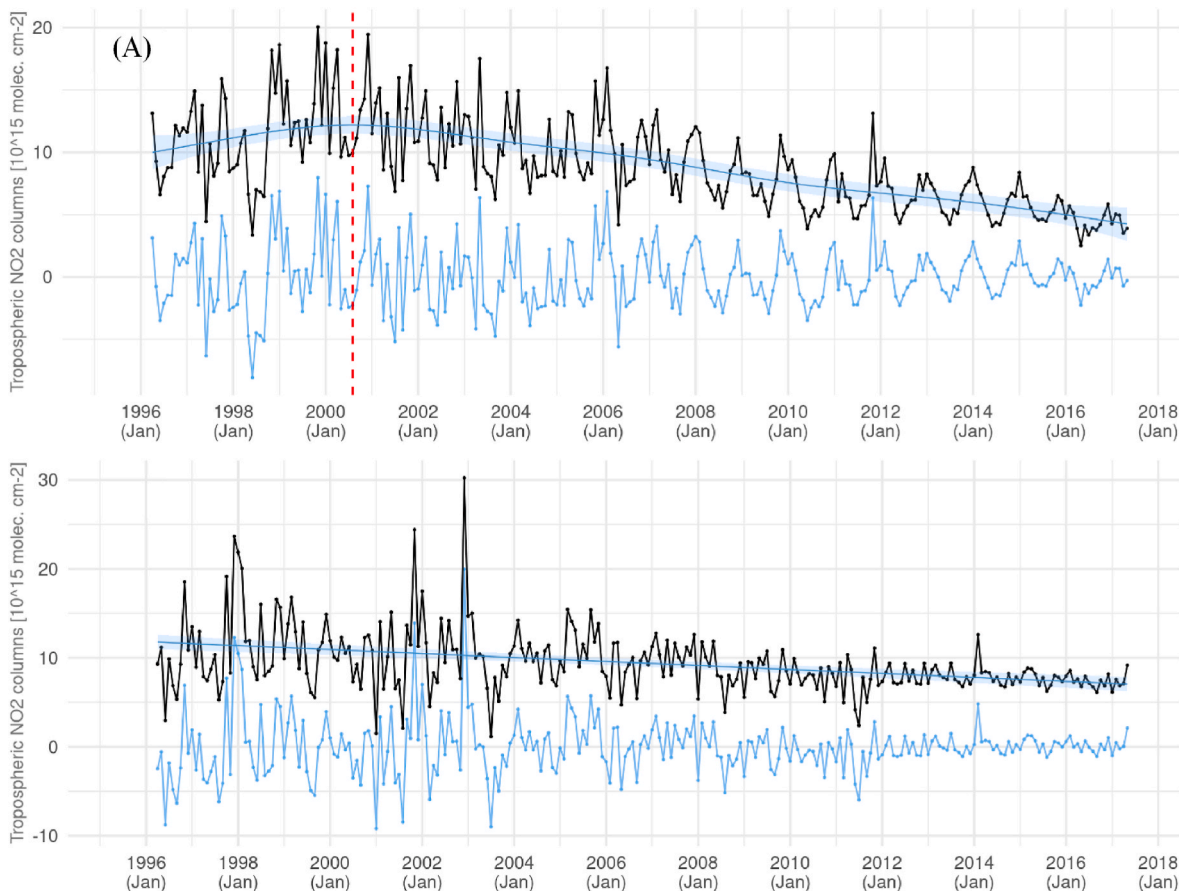 (A)
Tropospheric NO2 columns [10^15 molec. cm-2]
20
10
0
1996 1998 2000 2002 2004 2006 2008 2010 2012 2014 2016 2018
(Jan) (Jan) (Jan) (Jan) (Jan) (Jan) (Jan) (Jan) (Jan) (Jan) (Jan) (Jan)
Tropospheric NO2 columns [10^15 molec. cm-2]
30
20
10
0
-10
1996 1998 2000 2002 2004 2006 2008 2010 2012 2014 2016 2018
(Jan) (Jan) (Jan) (Jan) (Jan) (Jan) (Jan) (Jan) (Jan) (Jan) (Jan) (Jan)